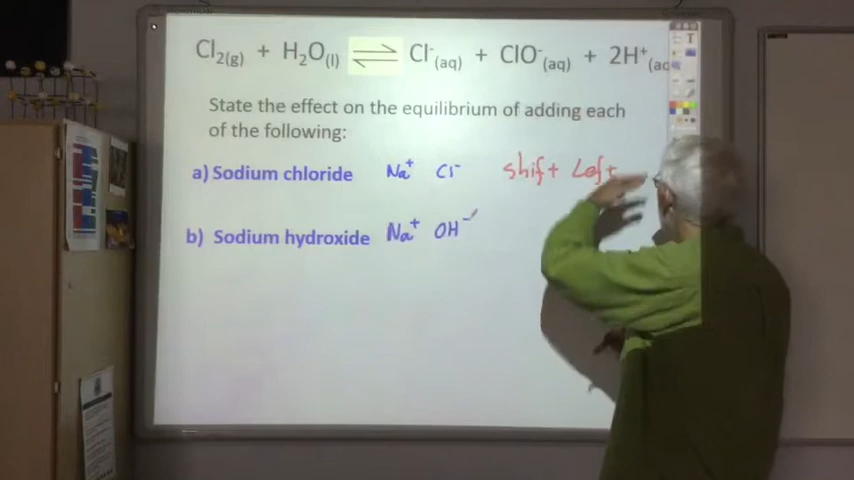 Cl₂(g) + H₂O(l) ⇌ Cl⁻(aq) + ClO⁻(aq) + 2H⁺(aq
State the effect on the equilibrium of adding each
of the following:
a) Sodium chloride Na⁺ Cl⁻ shift Left
b) Sodium hydroxide Na⁺ OH⁻